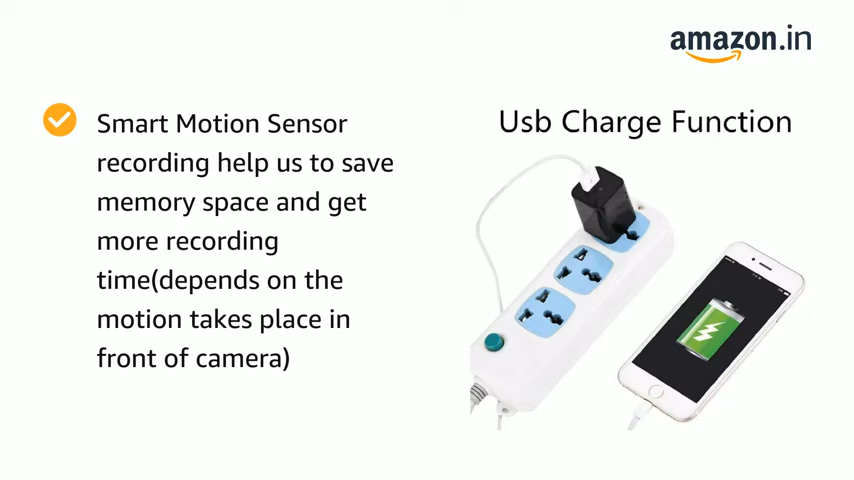 amazon.in
Smart Motion Sensor
recording help us to save
memory space and get
more recording
time(depends on the
motion takes place in
front of camera)
Usb Charge Function